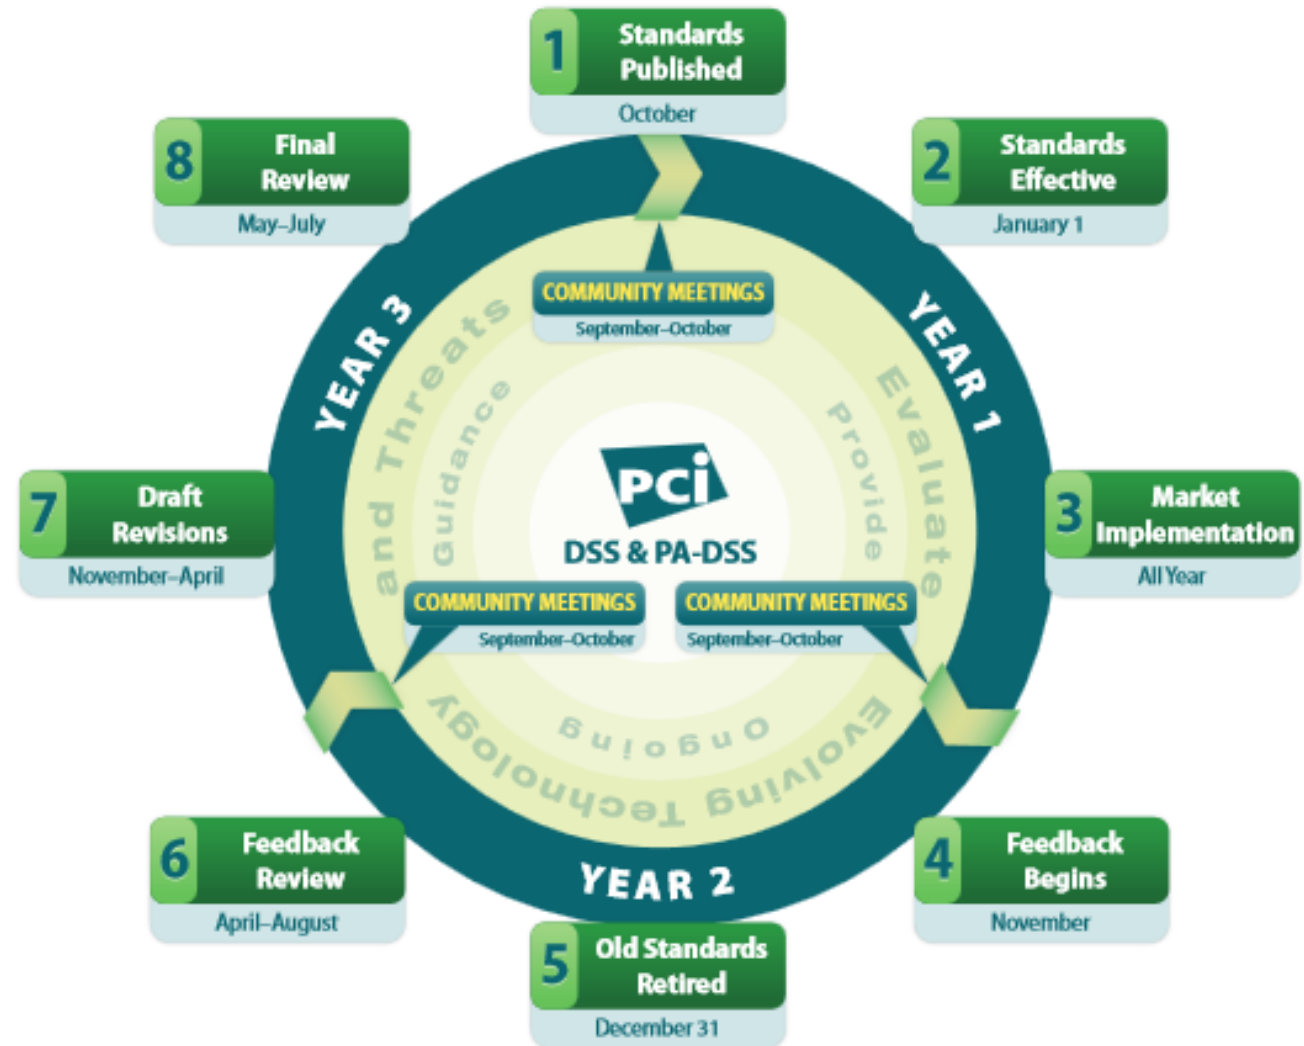 1
Standards
Published
October
2
Standards
Effective
January 1
3
Market
Implementation
All Year
4
Feedback
Begins
November
5
Old Standards
Retired
December 31
6
Feedback
Review
April–August
7
Draft
Revisions
November–April
8
Final
Review
May–July
YEAR 1
YEAR 2
YEAR 3
COMMUNITY MEETINGS
September–October
COMMUNITY MEETINGS
September–October
COMMUNITY MEETINGS
September–October
Evaluate
Evolving Technology
and Threats
Provide
Ongoing
Guidance
PCi
DSS & PA-DSS